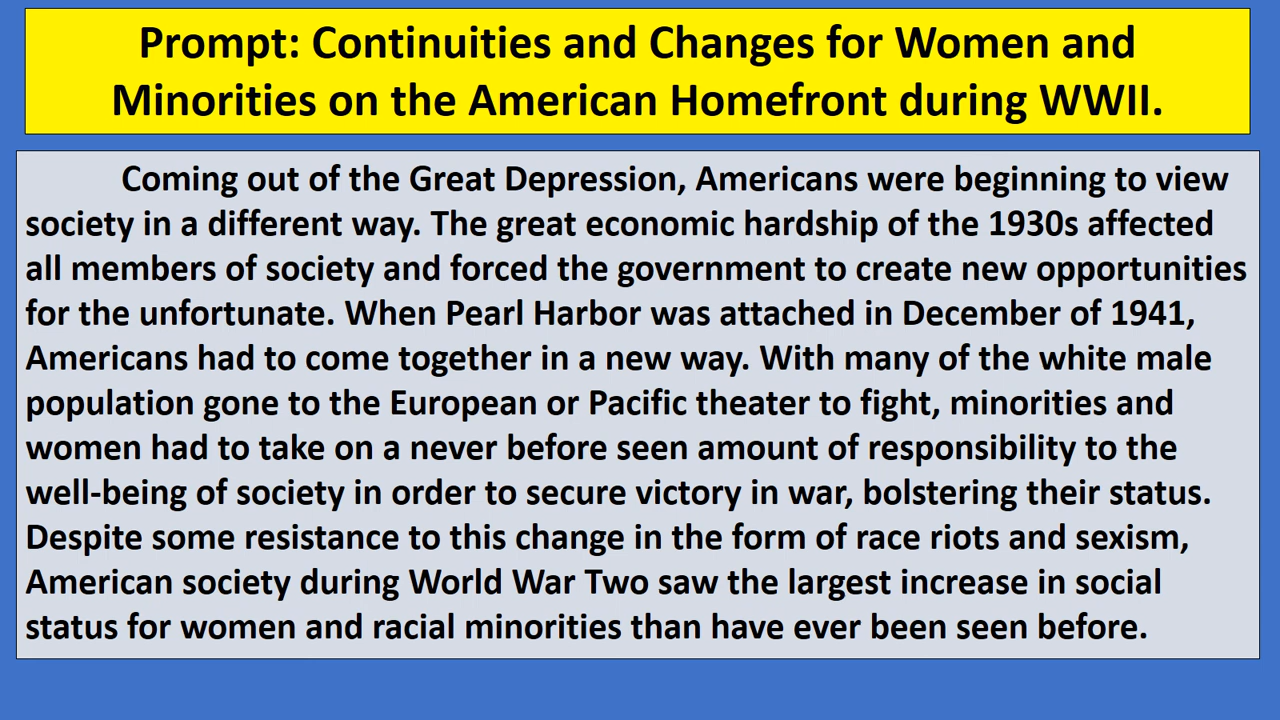 Prompt: Continuities and Changes for Women and
Minorities on the American Homefront during WWII.
Coming out of the Great Depression, Americans were beginning to view
society in a different way. The great economic hardship of the 1930s affected
all members of society and forced the government to create new opportunities
for the unfortunate. When Pearl Harbor was attached in December of 1941,
Americans had to come together in a new way. With many of the white male
population gone to the European or Pacific theater to fight, minorities and
women had to take on a never before seen amount of responsibility to the
well-being of society in order to secure victory in war, bolstering their status.
Despite some resistance to this change in the form of race riots and sexism,
American society during World War Two saw the largest increase in social
status for women and racial minorities than have ever been seen before.